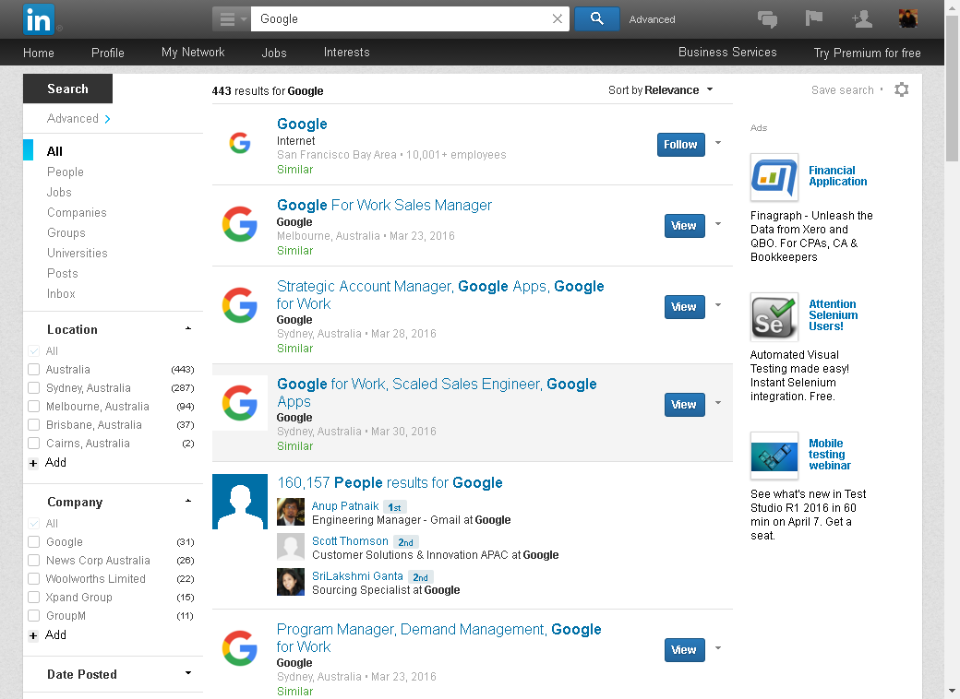 in
Google
Advanced
Home Profile My Network Jobs Interests Business Services Try Premium for free
Search
Advanced
All
People
Jobs
Companies
Groups
Universities
Posts
Inbox
Location
All
Australia (443)
Sydney, Australia (287)
Melbourne, Australia (94)
Brisbane, Australia (37)
Cairns, Australia (2)
+ Add
Company
All
Google (31)
News Corp Australia (26)
Woolworths Limited (22)
Xpand Group (15)
GroupM (11)
+ Add
Date Posted
443 results for Google
Sort by Relevance
Google
Internet
San Francisco Bay Area • 10,001+ employees
Similar
Follow
Google For Work Sales Manager
Google
Melbourne, Australia • Mar 23, 2016
Similar
View
Strategic Account Manager, Google Apps, Google
for Work
Google
Sydney, Australia • Mar 28, 2016
Similar
View
Google for Work, Scaled Sales Engineer, Google
Apps
Google
Sydney, Australia • Mar 30, 2016
Similar
View
160,157 People results for Google
Anup Patnaik 1st
Engineering Manager - Gmail at Google
Scott Thomson 2nd
Customer Solutions & Innovation APAC at Google
SriLakshmi Ganta 2nd
Sourcing Specialist at Google
Program Manager, Demand Management, Google
for Work
Google
Sydney, Australia • Mar 23, 2016
Similar
View
Save search •
Ads
Financial
Application
Finagraph - Unleash the
Data from Xero and
QBO. For CPAs, CA &
Bookkeepers
Se
Attention
Selenium
Users!
Automated Visual
Testing made easy!
Instant Selenium
integration. Free.
Mobile
testing
webinar
See what's new in Test
Studio R1 2016 in 60
min on April 7. Get a
seat.